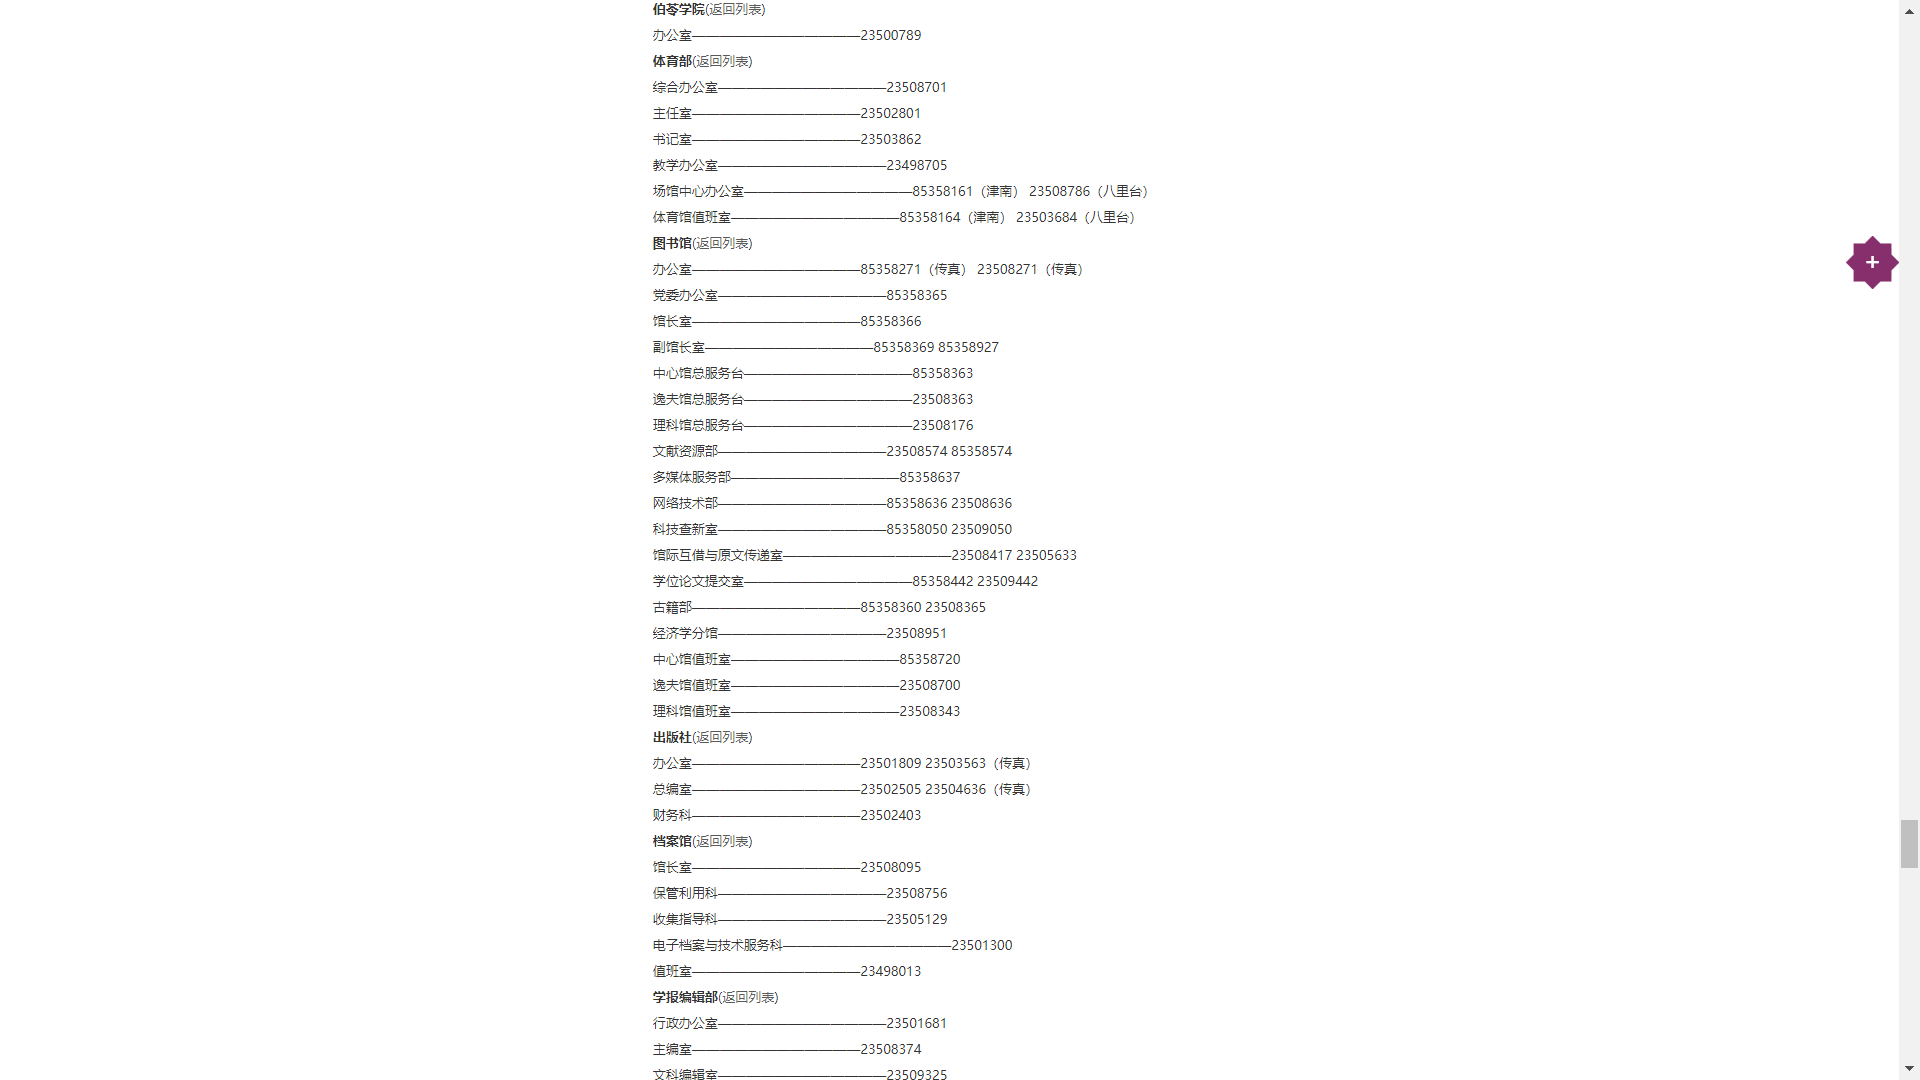 伯苓学院(返回列表)
办公室—————————————23500789
体育部(返回列表)
综合办公室—————————————23508701
主任室—————————————23502801
书记室—————————————23503862
教学办公室—————————————23498705
场馆中心办公室—————————————85358161（津南） 23508786（八里台）
体育馆值班室—————————————85358164（津南） 23503684（八里台）
图书馆(返回列表)
办公室—————————————85358271（传真） 23508271（传真）
党委办公室—————————————85358365
馆长室—————————————85358366
副馆长室—————————————85358369 85358927
中心馆总服务台—————————————85358363
逸夫馆总服务台—————————————23508363
理科馆总服务台—————————————23508176
文献资源部—————————————23508574 85358574
多媒体服务部—————————————85358637
网络技术部—————————————85358636 23508636
科技查新室—————————————85358050 23509050
馆际互借与原文传递室—————————————23508417 23505633
学位论文提交室—————————————85358442 23509442
古籍部—————————————85358360 23508365
经济学分馆—————————————23508951
中心馆值班室—————————————85358720
逸夫馆值班室—————————————23508700
理科馆值班室—————————————23508343
出版社(返回列表)
办公室—————————————23501809 23503563（传真）
总编室—————————————23502505 23504636（传真）
财务科—————————————23502403
档案馆(返回列表)
馆长室—————————————23508095
保管利用科—————————————23508756
收集指导科—————————————23505129
电子档案与技术服务科—————————————23501300
值班室—————————————23498013
学报编辑部(返回列表)
行政办公室—————————————23501681
主编室—————————————23508374
文科编辑室—————————————23509325